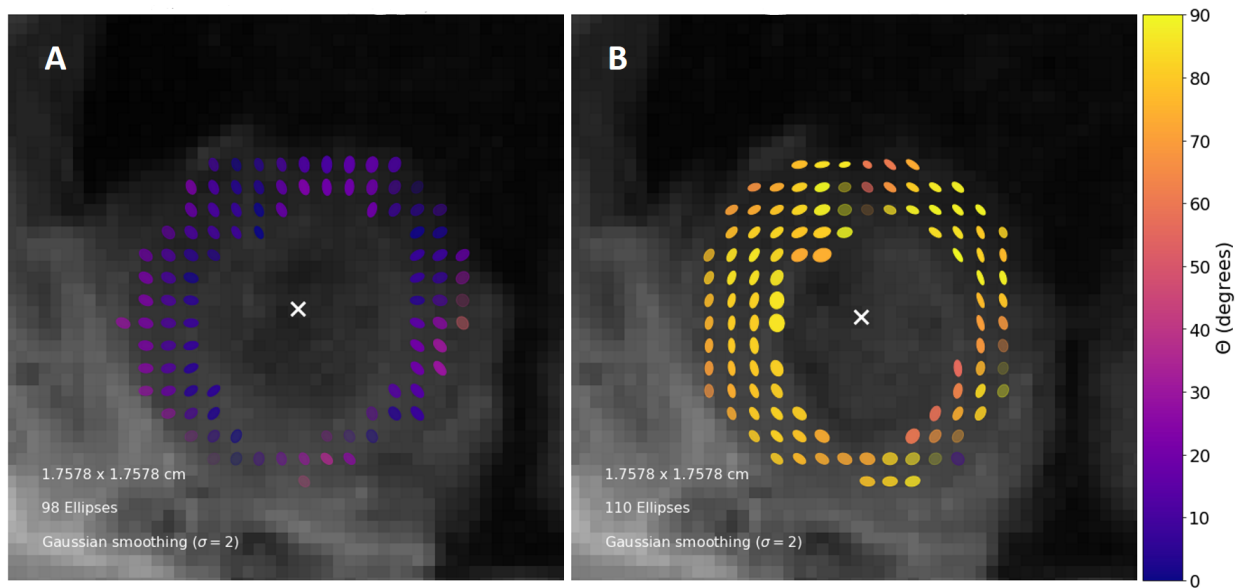 A
B
1.7578 x 1.7578 cm
98 Ellipses
Gaussian smoothing (σ = 2)
1.7578 x 1.7578 cm
110 Ellipses
Gaussian smoothing (σ = 2)
90
80
70
60
50
40
30
20
10
0
Θ (degrees)